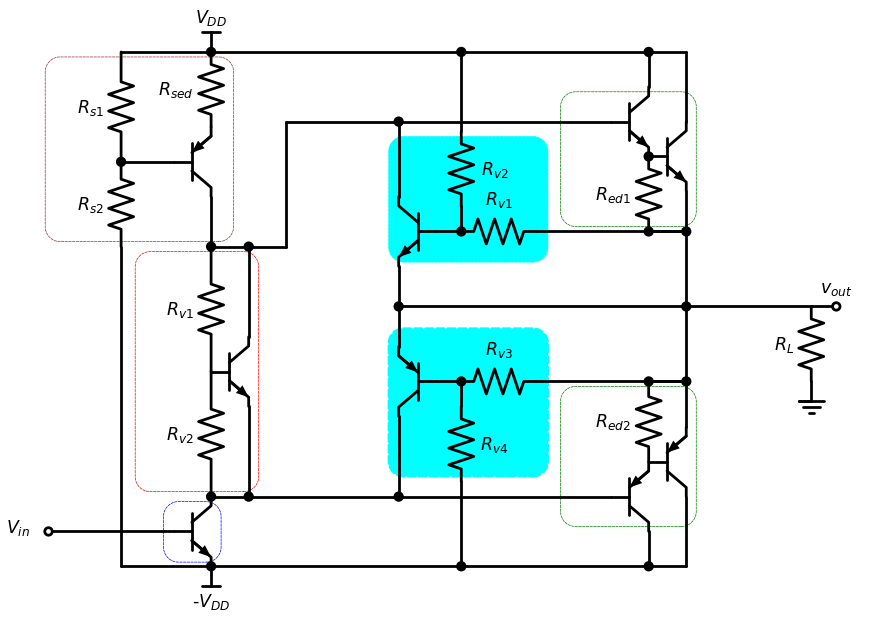 V_DD
R_sed
R_s1
R_v2
R_v1
R_ed1
R_s2
v_out
R_v1
R_L
R_v3
R_ed2
R_v2
R_v4
V_in
-V_DD